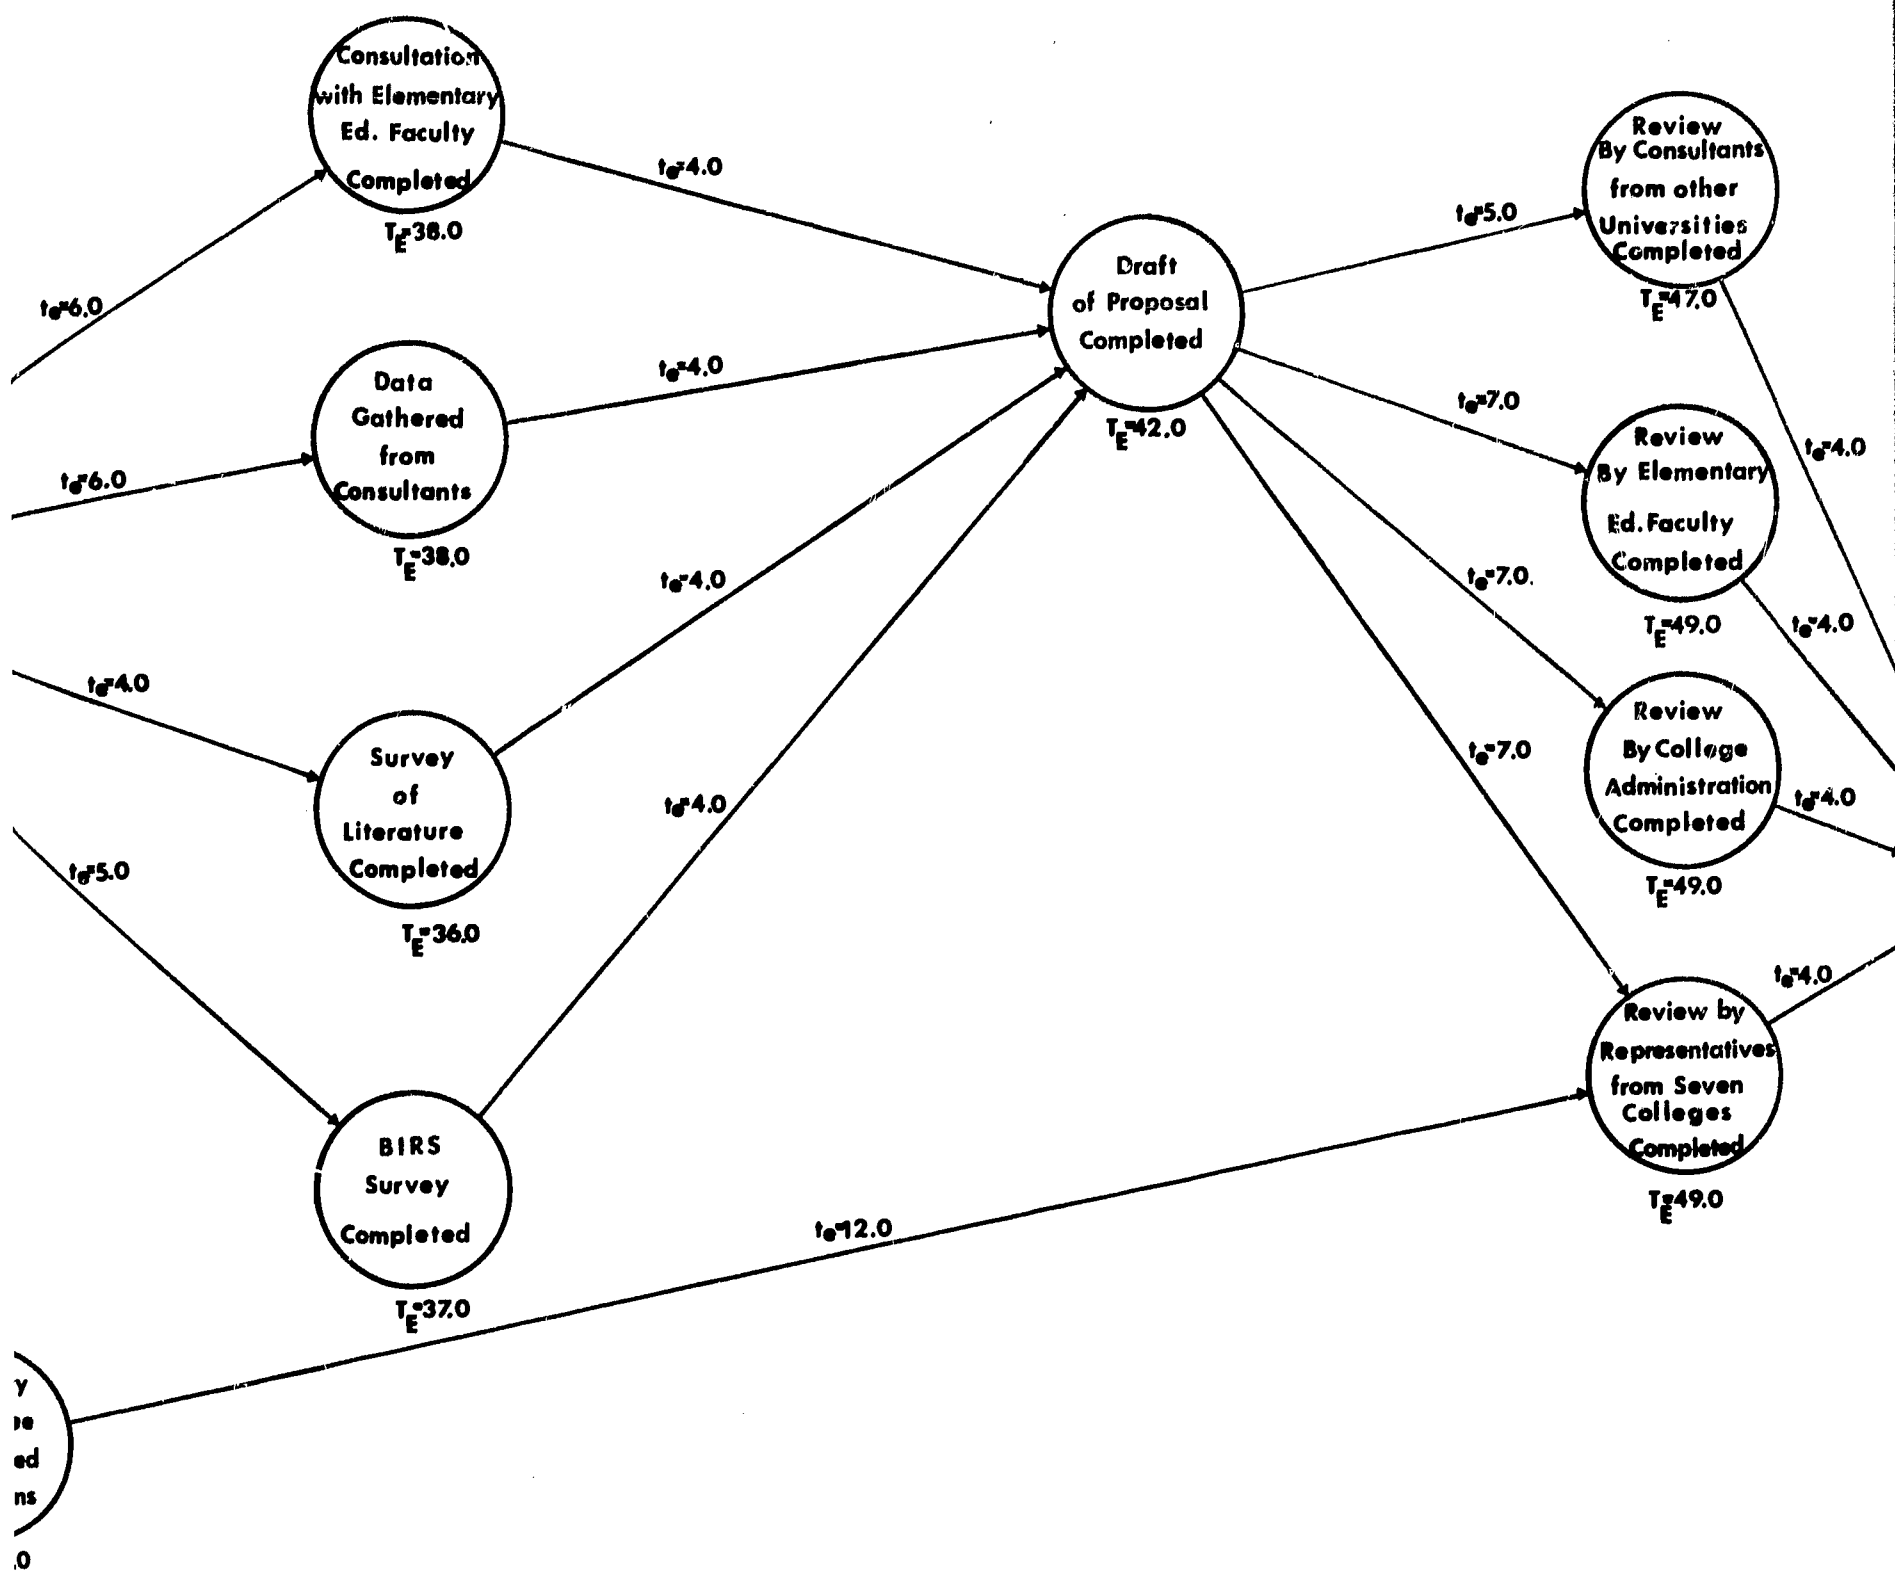 Consultation
with Elementary
Ed. Faculty
Completed
TE=38.0
te=4.0
te=6.0
Data
Gathered
from
Consultants
TE=38.0
te=4.0
te=6.0
Survey
of
Literature
Completed
TE=36.0
te=4.0
te=4.0
BIRS
Survey
Completed
TE=37.0
te=4.0
te=5.0
y
ed
ns
.0
te=12.0
Draft
of Proposal
Completed
TE=42.0
te=5.0
te=7.0
te=7.0
te=7.0
Review
By Consultants
from other
Universities
Completed
TE=47.0
te=4.0
Review
By Elementary
Ed. Faculty
Completed
TE=49.0
te=4.0
Review
By College
Administration
Completed
TE=49.0
te=4.0
Review by
Representatives
from Seven
Colleges
Completed
TE=49.0
te=4.0